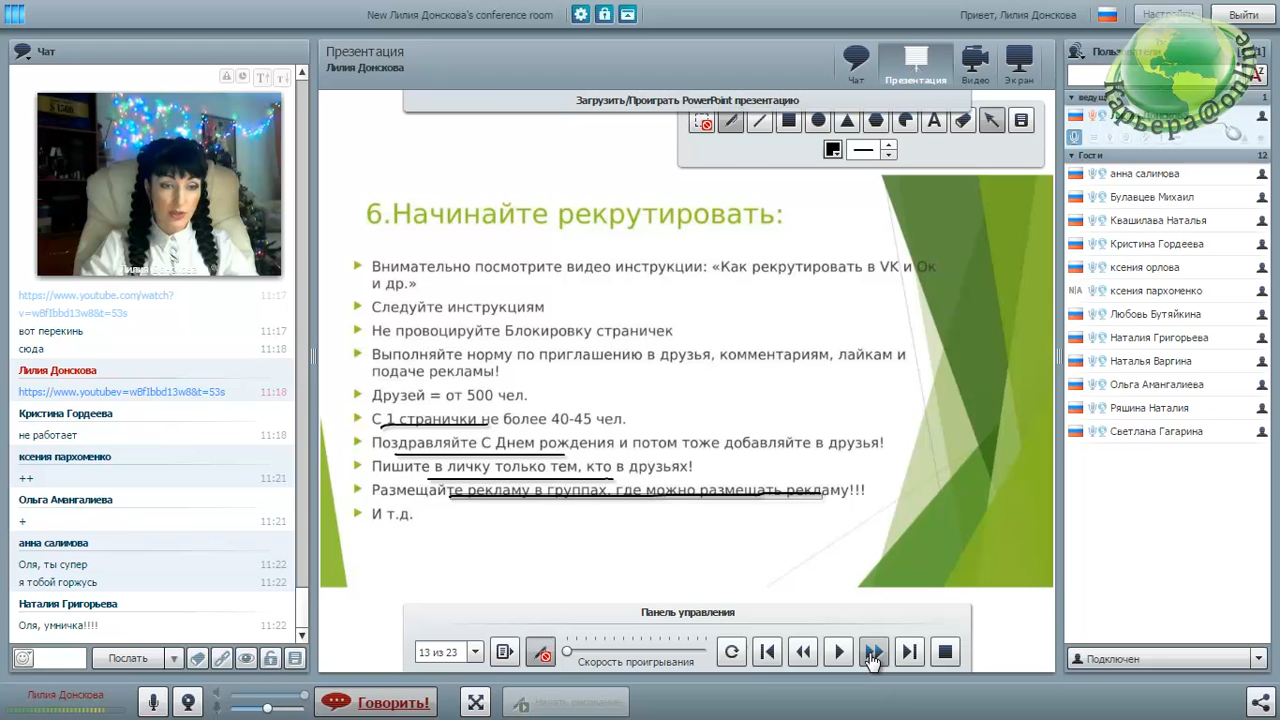 New Лилия Донскова's conference room
Привет, Лилия Донскова
Настройки
Выйти
Чат
Лилия Донскова
https://www.youtube.com/watch?
v=wBfIbbd13w8&t=53s
11:17
вот перекинь
11:17
сюда
11:18
Лилия Донскова
https://www.youtubev=wBfIbbd13w8&t=53s
11:18
Кристина Гордеева
не работает
11:18
ксения пархоменко
++
11:21
Ольга Амангалиева
+
11:21
анна салимова
Оля, ты супер
11:22
я тобой горжусь
11:22
Наталия Григорьева
Оля, умничка!!!!
11:22
Послать
Презентация
Лилия Донскова
Чат
Презентация
Видео
Экран
Загрузить/Проиграть PowerPoint презентацию
6.Начинайте рекрутировать:
Внимательно посмотрите видео инструкции: «Как рекрутировать в VK и Ок
и др.»
Следуйте инструкциям
Не провоцируйте Блокировку страничек
Выполняйте норму по приглашению в друзья, комментариям, лайкам и
подаче рекламы!
Друзей = от 500 чел.
С 1 странички не более 40-45 чел.
Поздравляйте С Днем рождения и потом тоже добавляйте в друзья!
Пишите в личку только тем, кто в друзьях!
Размещайте рекламу в группах, где можно размещать рекламу!!!
И т.д.
Панель управления
13 из 23
Скорость проигрывания
Карьера@online
1
Гости
12
анна салимова
Булавцев Михаил
Квашилава Наталья
Кристина Гордеева
ксения орлова
N/A
ксения пархоменко
Любовь Бутяйкина
Наталия Григорьева
Наталья Варгина
Ольга Амангалиева
Ряшина Наталия
Светлана Гагарина
Подключен
Лилия Донскова
Говорить!